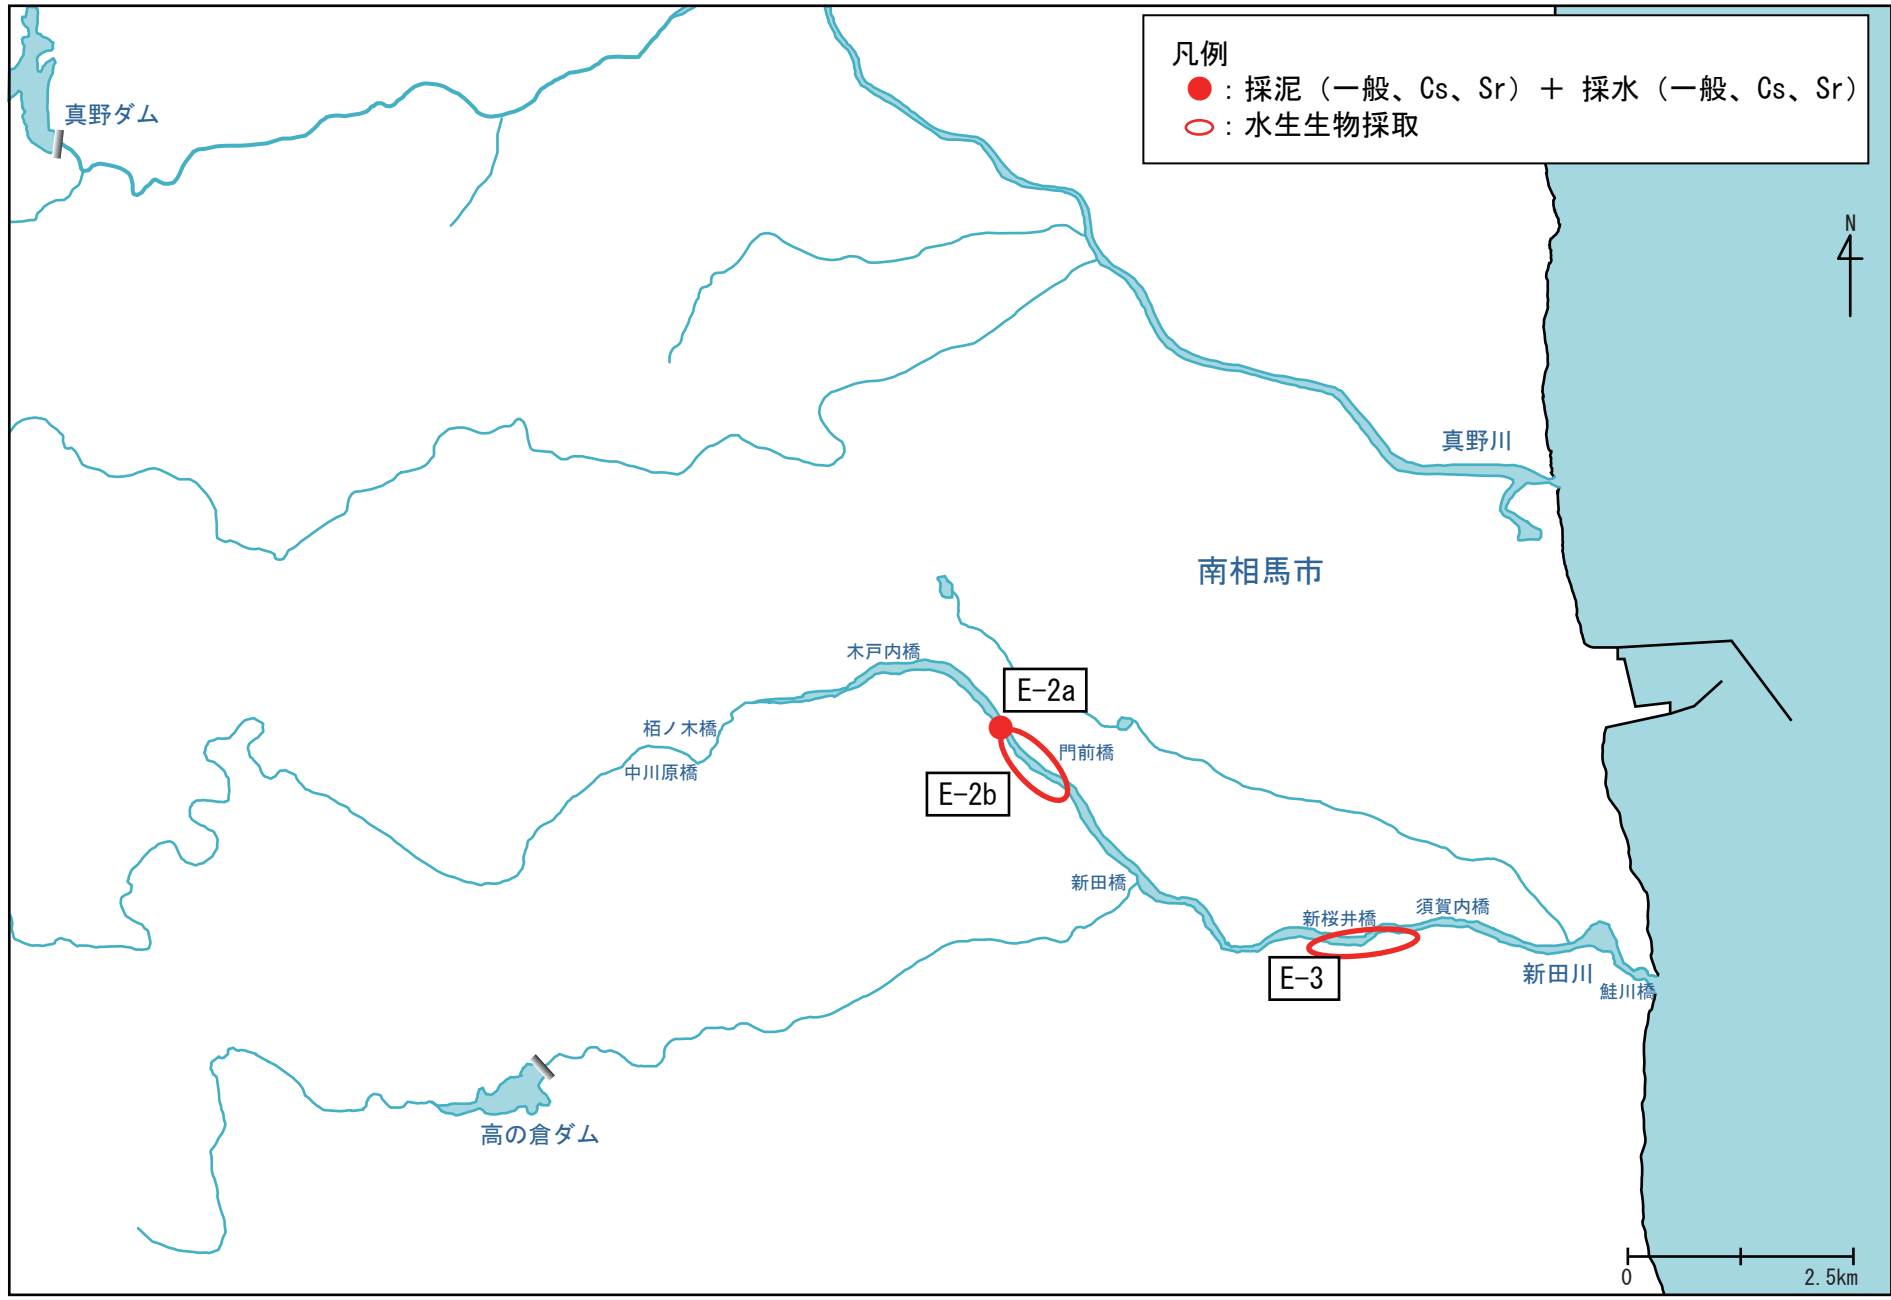 凡例
●：採泥（一般、Cs、Sr）＋ 採水（一般、Cs、Sr）
：水生生物採取
真野ダム
N
真野川
南相馬市
木戸内橋
E-2a
栢ノ木橋
門前橋
中川原橋
E-2b
新田橋
須賀内橋
新桜井橋
E-3
新田川
鮭川橋
高の倉ダム
0
2.5km